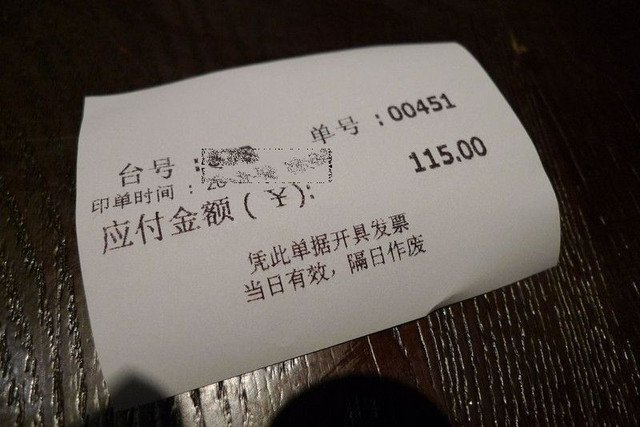 台号： 单号：00451
印单时间：20
应付金额(￥): 115.00
凭此单据开具发票
当日有效，隔日作废